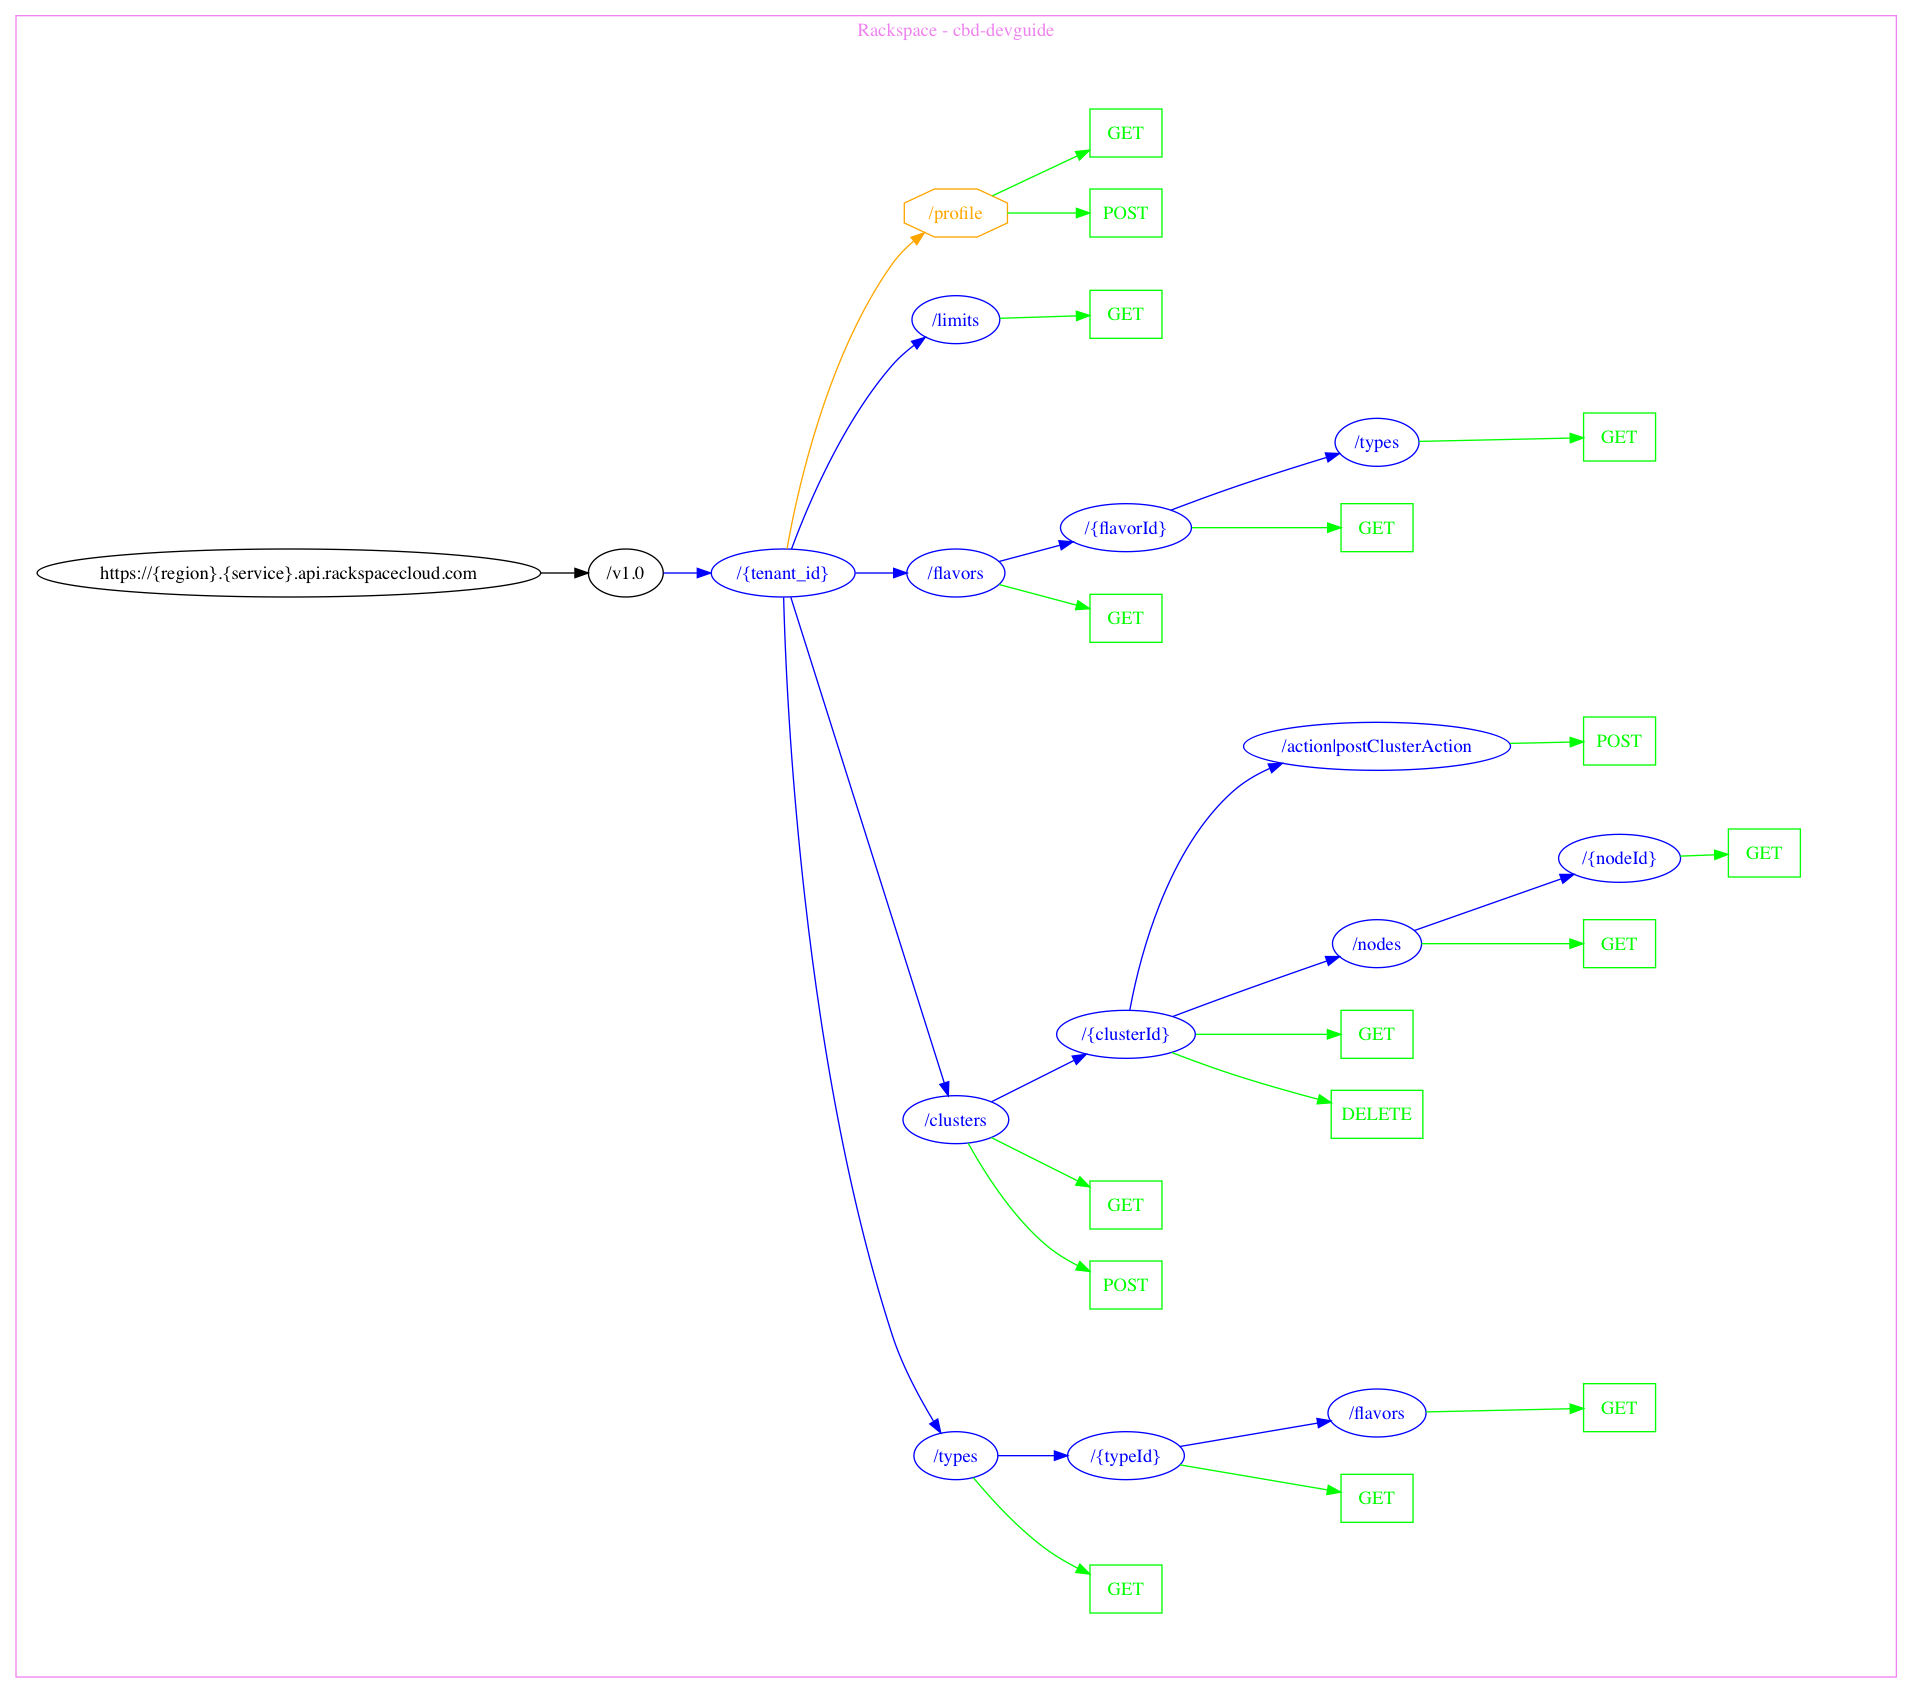 Rackspace - cbd-devguide
GET
/profile
POST
/limits
GET
/types
GET
/{flavorId}
GET
https://{region}.{service}.api.rackspacecloud.com
/v1.0
/{tenant_id}
/flavors
GET
/action|postClusterAction
POST
/{nodeId}
GET
/nodes
GET
/{clusterId}
GET
DELETE
/clusters
GET
POST
/flavors
GET
/types
/{typeId}
GET
GET